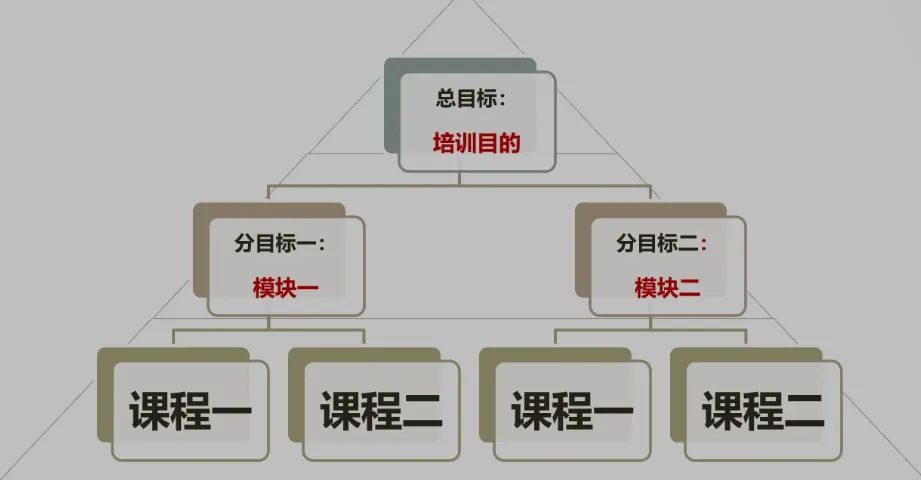 总目标：
培训目的
分目标一：
模块一
分目标二：
模块二
课程一
课程二
课程一
课程二